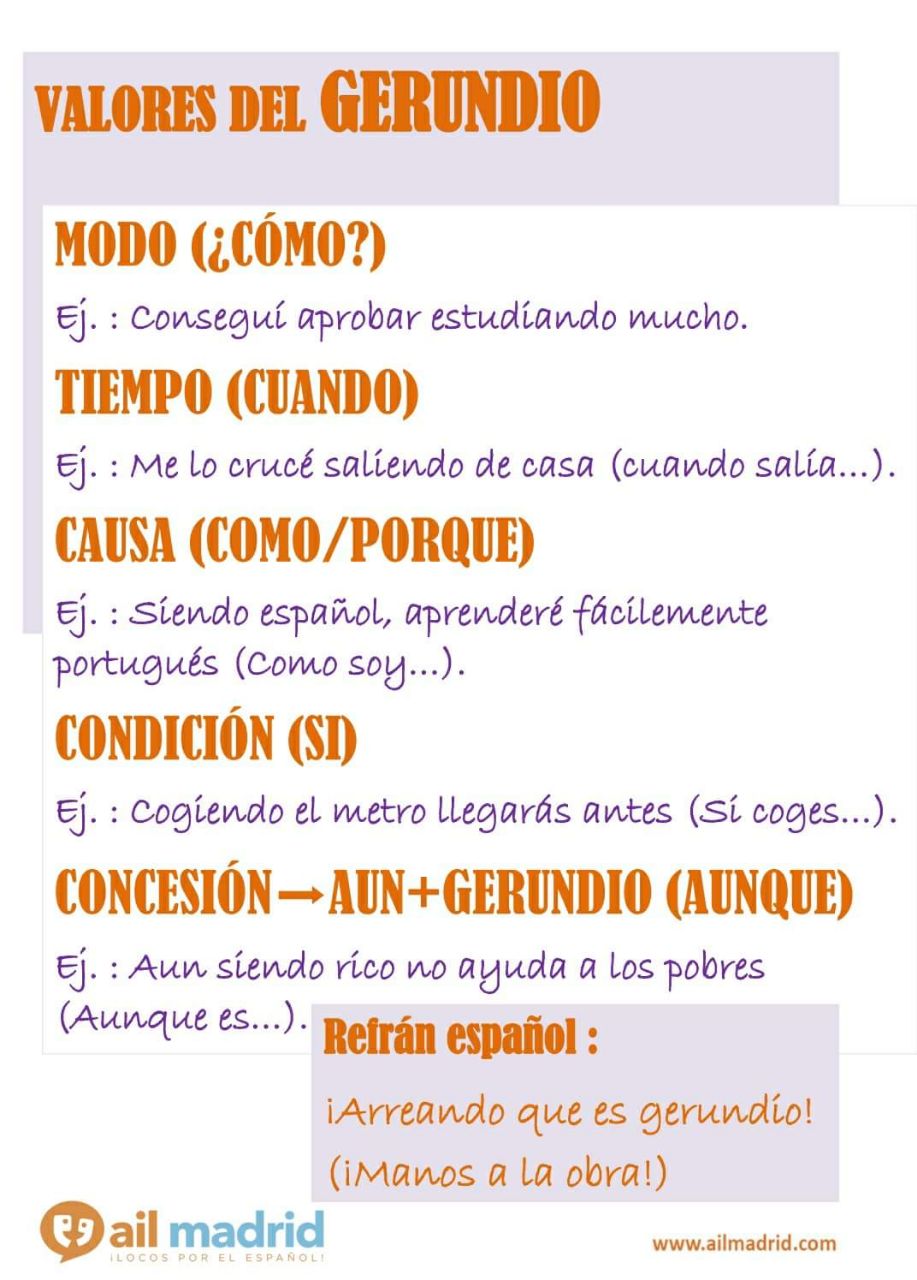 VALORES DEL GERUNDIO
MODO (¿CÓMO?)
Ej. : Conseguí aprobar estudiando mucho.
TIEMPO (CUANDO)
Ej. : Me lo crucé saliendo de casa (cuando salía...).
CAUSA (COMO/PORQUE)
Ej. : Siendo español, aprenderé fácilemente
portugués (Como soy...).
CONDICIÓN (SI)
Ej. : Cogiendo el metro llegarás antes (Si coges...).
CONCESIÓN→AUN+GERUNDIO (AUNQUE)
Ej. : Aun siendo rico no ayuda a los pobres
(Aunque es...).
Refrán español :
¡Arreando que es gerundio!
(¡Manos a la obra!)
ail madrid
¡LOCOS POR EL ESPAÑOL!
www.ailmadrid.com